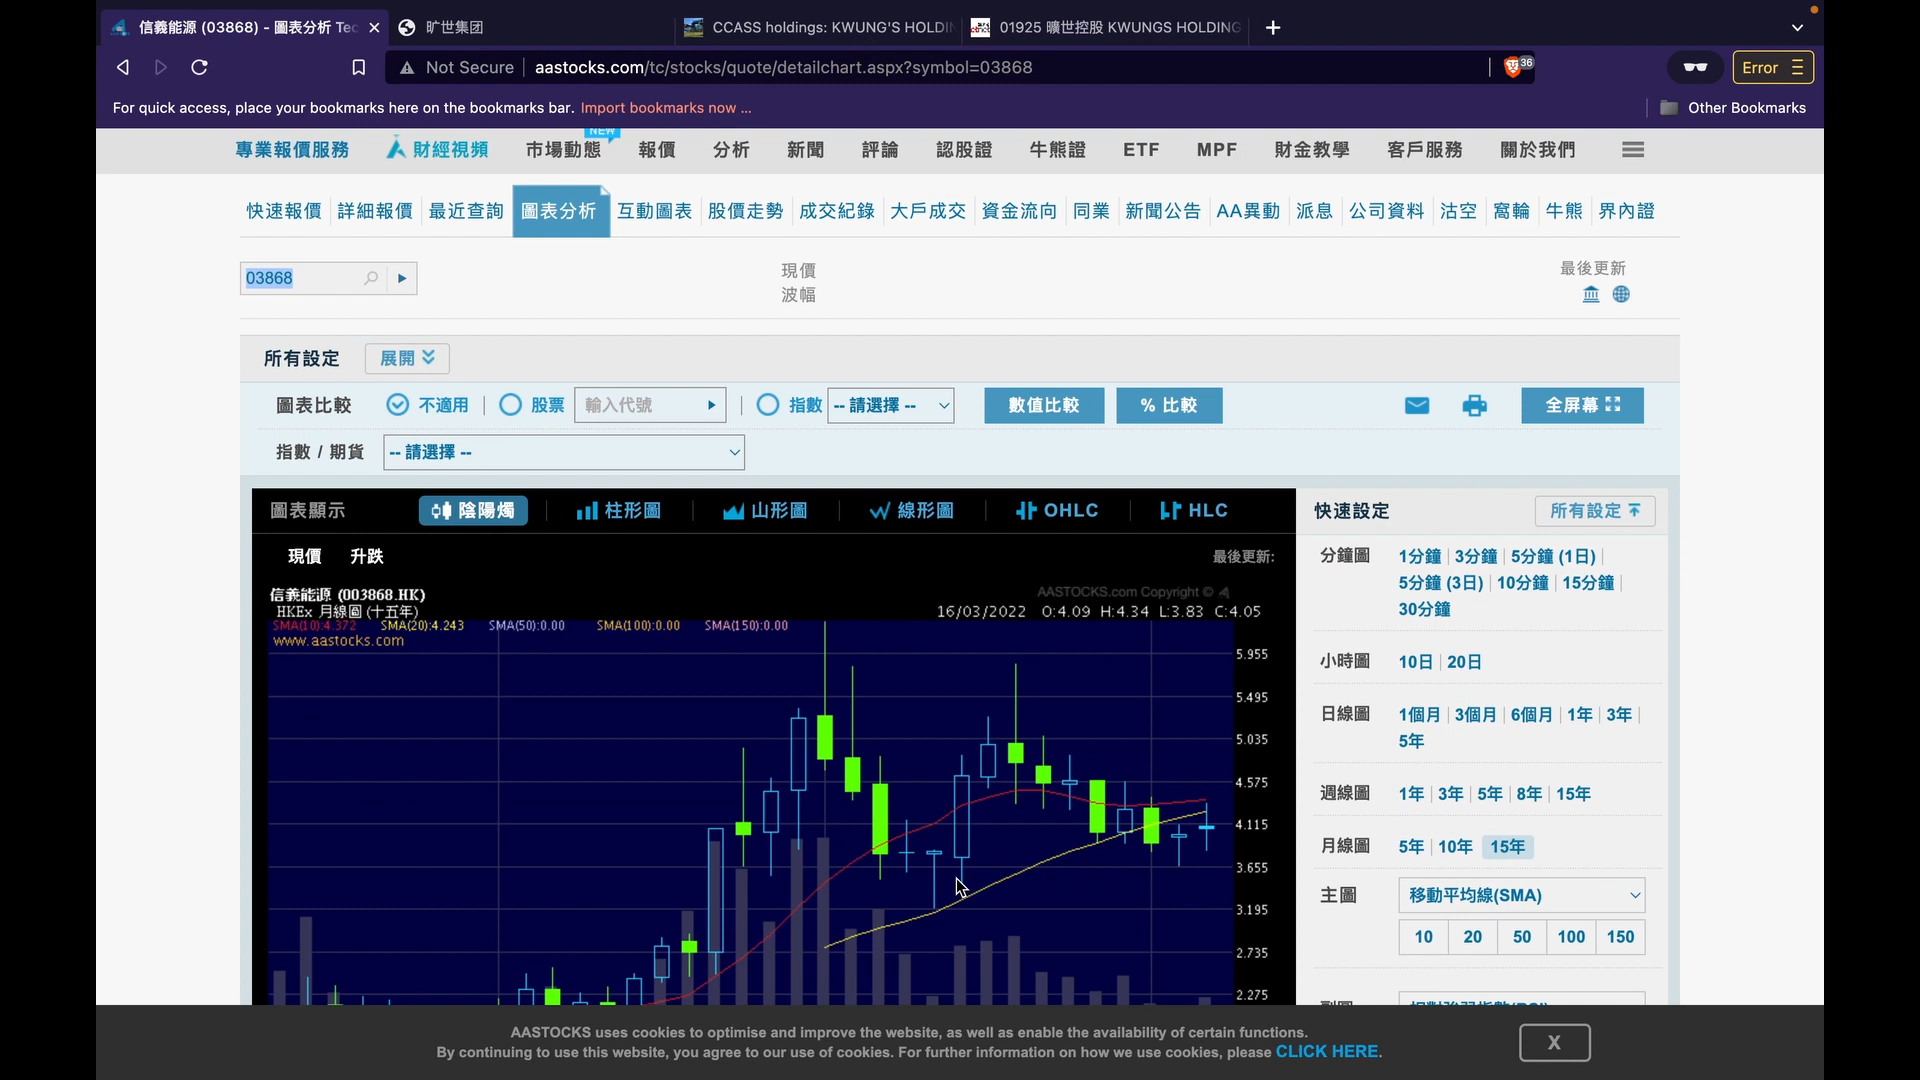 信義能源 (03868) - 圖表分析 Tec
旷世集团
CCASS holdings: KWUNG'S HOLDIN
01925 曠世控股 KWUNGS HOLDING
Not Secure
aastocks.com/tc/stocks/quote/detailchart.aspx?symbol=03868
36
Error
For quick access, place your bookmarks here on the bookmarks bar. Import bookmarks now ...
Other Bookmarks
NEW
專業報價服務 財經視頻 市場動態 報價 分析 新聞 評論 認股證 牛熊證 ETF MPF 財金教學 客戶服務 關於我們
快速報價 詳細報價 最近查詢 圖表分析 互動圖表 股價走勢 成交紀錄 大戶成交 資金流向 同業 新聞公告 AA異動 派息 公司資料 沽空 窩輪 牛熊 界內證
03868
現價
波幅
最後更新
所有設定 展開
圖表比較 不適用 股票 輸入代號 指數 -- 請選擇 -- 數值比較 % 比較 全屏幕
指數 / 期貨 -- 請選擇 --
圖表顯示 陰陽燭 柱形圖 山形圖 線形圖 OHLC HLC
現價 升跌 最後更新:
信義能源 (003868.HK) AASTOCKS.com Copyright ©
HKEx 月線圖 (十五年) 16/03/2022 O:4.09 H:4.34 L:3.83 C:4.05
SMA(10):4.372 SMA(20):4.243 SMA(50):0.00 SMA(100):0.00 SMA(150):0.00
www.aastocks.com
5.955
5.495
5.035
4.575
4.115
3.655
3.195
2.735
2.275
快速設定 所有設定
分鐘圖 1分鐘 3分鐘 5分鐘 (1日)
5分鐘 (3日) 10分鐘 15分鐘
30分鐘
小時圖 10日 20日
日線圖 1個月 3個月 6個月 1年 3年
5年
週線圖 1年 3年 5年 8年 15年
月線圖 5年 10年 15年
主圖 移動平均線(SMA)
10 20 50 100 150
AASTOCKS uses cookies to optimise and improve the website, as well as enable the availability of certain functions.
By continuing to use this website, you agree to our use of cookies. For further information on how we use cookies, please CLICK HERE.
X